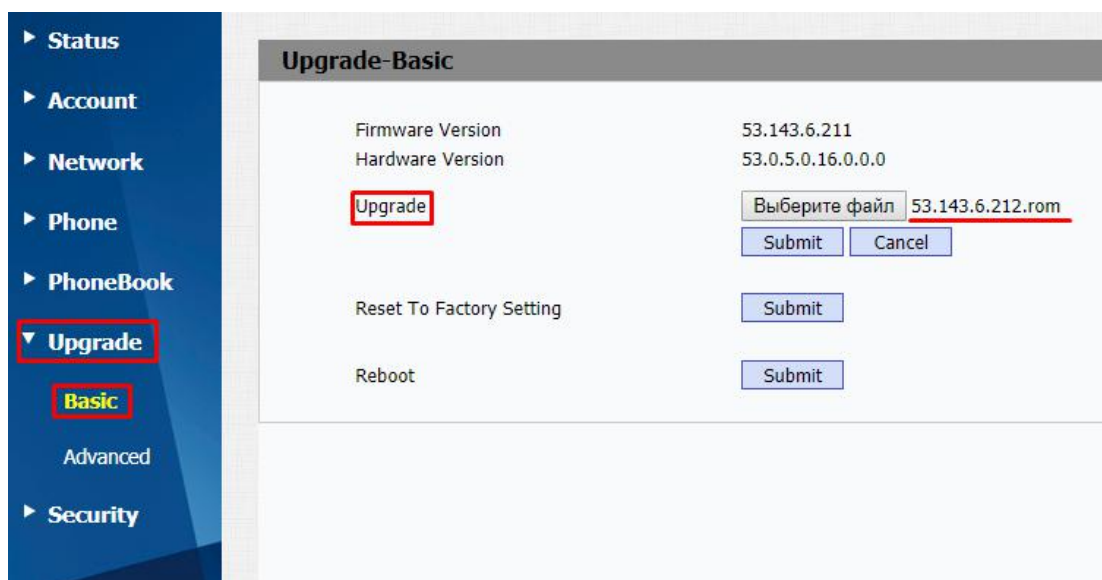 Status
Account
Network
Phone
PhoneBook
Upgrade
Basic
Advanced
Security
Upgrade-Basic
Firmware Version 53.143.6.211
Hardware Version 53.0.5.0.16.0.0.0
Upgrade Выберите файл 53.143.6.212.rom
Submit Cancel
Reset To Factory Setting Submit
Reboot Submit